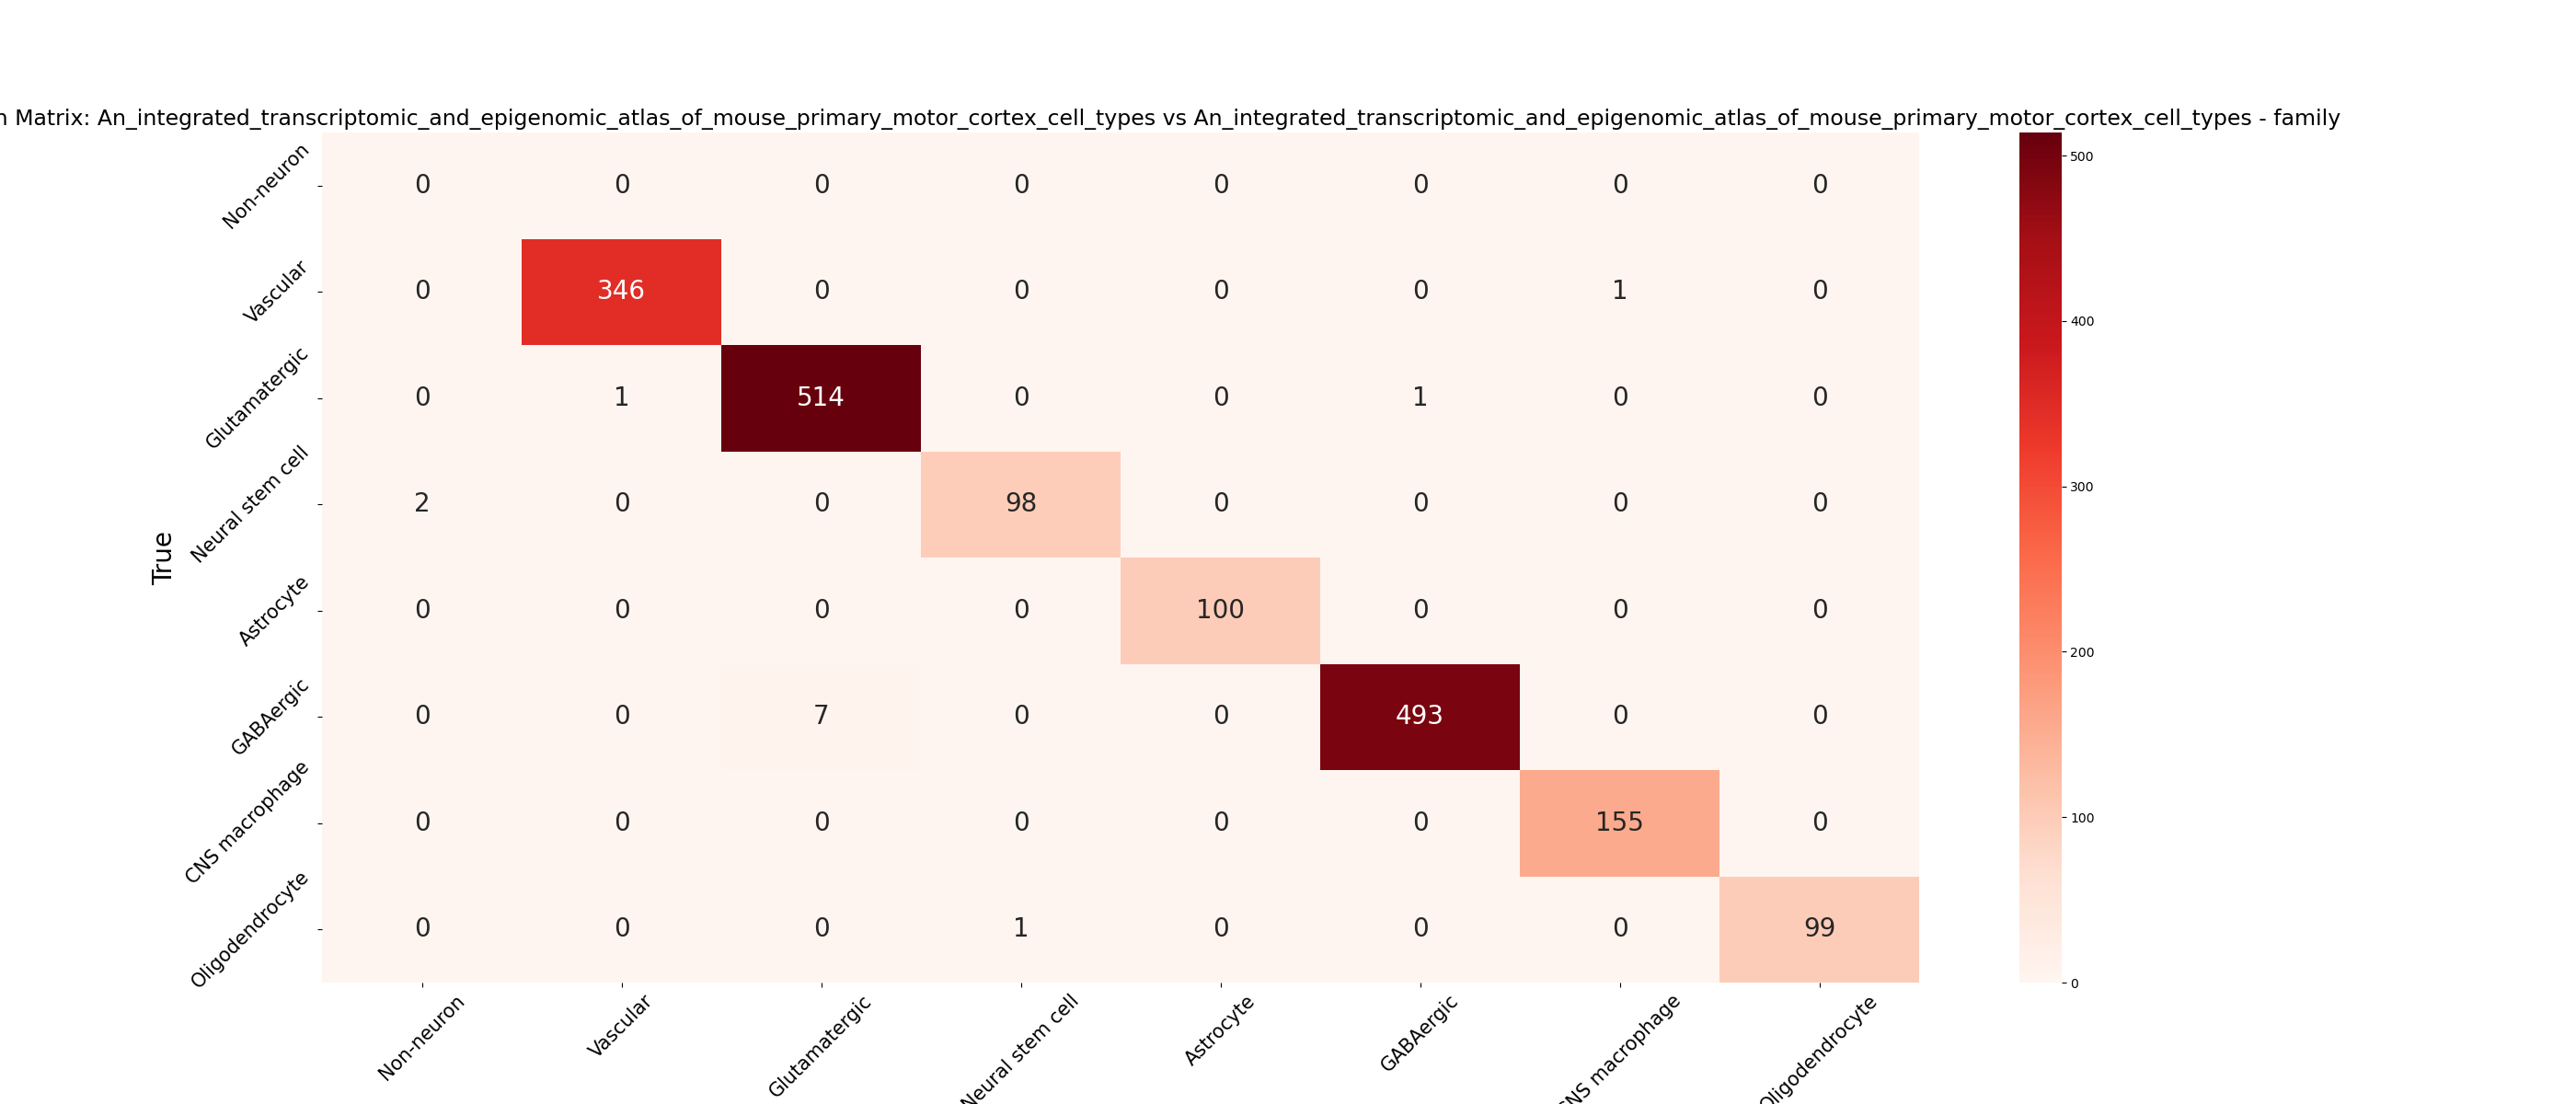 n Matrix: An_integrated_transcriptomic_and_epigenomic_atlas_of_mouse_primary_motor_cortex_cell_types vs An_integrated_transcriptomic_and_epigenomic_atlas_of_mouse_primary_motor_cortex_cell_types - family
True
Non-neuron 0 0 0 0 0 0 0 0
Vascular 0 346 0 0 0 0 1 0
Glutamatergic 0 1 514 0 0 1 0 0
Neural stem cell 2 0 0 98 0 0 0 0
Astrocyte 0 0 0 0 100 0 0 0
GABAergic 0 0 7 0 0 493 0 0
CNS macrophage 0 0 0 0 0 0 155 0
Oligodendrocyte 0 0 0 1 0 0 0 99
Non-neuron Vascular Glutamatergic Neural stem cell Astrocyte GABAergic CNS macrophage Oligodendrocyte
500
400
300
200
100
0